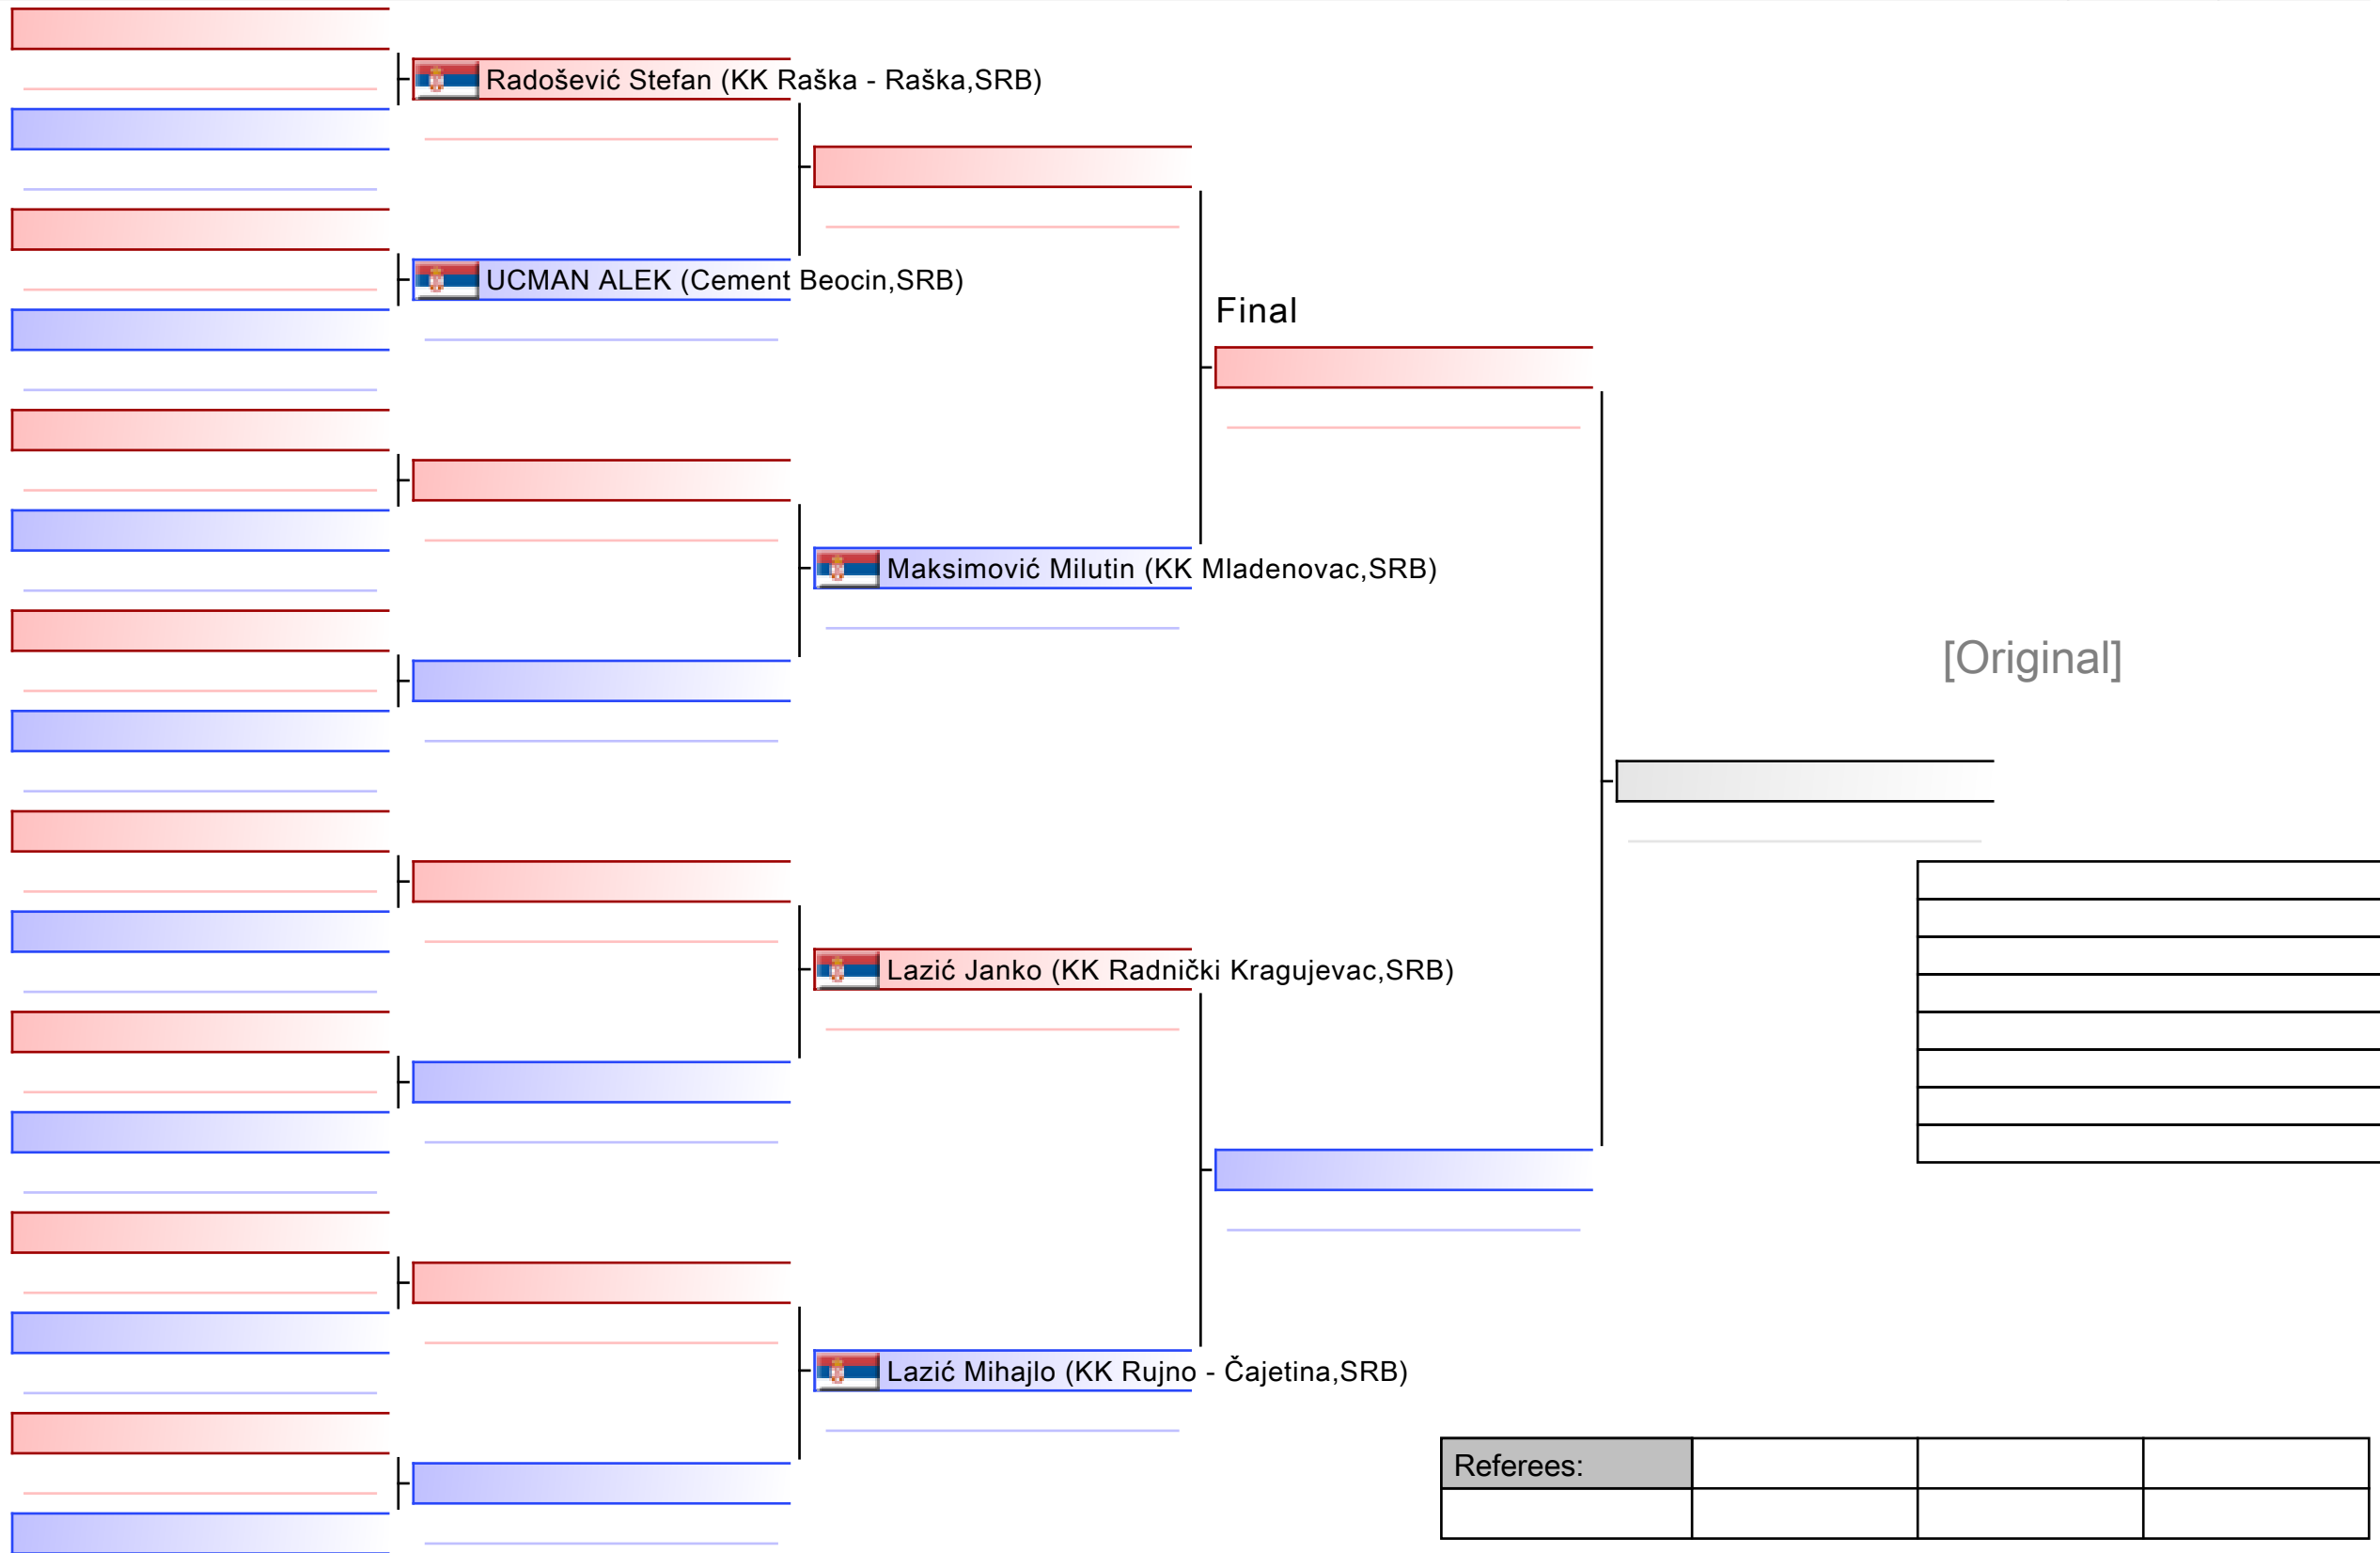 Radošević Stefan (KK Raška - Raška,SRB)
UCMAN ALEK (Cement Beocin,SRB)
Final
Maksimović Milutin (KK Mladenovac,SRB)
[Original]
Lazić Janko (KK Radnički Kragujevac,SRB)
Lazić Mihajlo (KK Rujno - Čajetina,SRB)
Referees: